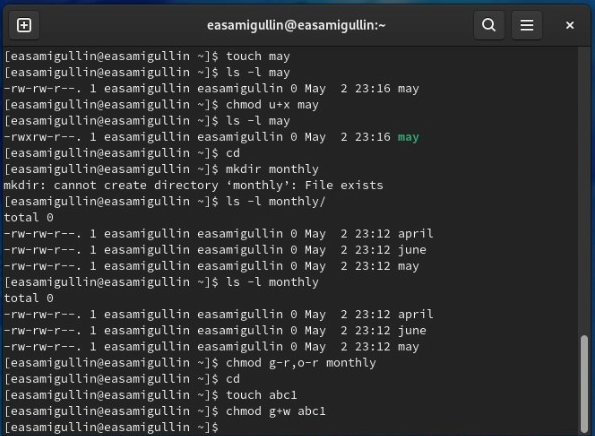 easamigullin@easamigullin:~
[easamigullin@easamigullin ~]$ touch may
[easamigullin@easamigullin ~]$ ls -l may
-rw-rw-r--. 1 easamigullin easamigullin 0 May  2 23:16 may
[easamigullin@easamigullin ~]$ chmod u+x may
[easamigullin@easamigullin ~]$ ls -l may
-rwxrw-r--. 1 easamigullin easamigullin 0 May  2 23:16 may
[easamigullin@easamigullin ~]$ cd
[easamigullin@easamigullin ~]$ mkdir monthly
mkdir: cannot create directory ‘monthly’: File exists
[easamigullin@easamigullin ~]$ ls -l monthly/
total 0
-rw-rw-r--. 1 easamigullin easamigullin 0 May  2 23:12 april
-rw-rw-r--. 1 easamigullin easamigullin 0 May  2 23:12 june
-rw-rw-r--. 1 easamigullin easamigullin 0 May  2 23:12 may
[easamigullin@easamigullin ~]$ ls -l monthly
total 0
-rw-rw-r--. 1 easamigullin easamigullin 0 May  2 23:12 april
-rw-rw-r--. 1 easamigullin easamigullin 0 May  2 23:12 june
-rw-rw-r--. 1 easamigullin easamigullin 0 May  2 23:12 may
[easamigullin@easamigullin ~]$ chmod g-r,o-r monthly
[easamigullin@easamigullin ~]$ cd
[easamigullin@easamigullin ~]$ touch abc1
[easamigullin@easamigullin ~]$ chmod g+w abc1
[easamigullin@easamigullin ~]$